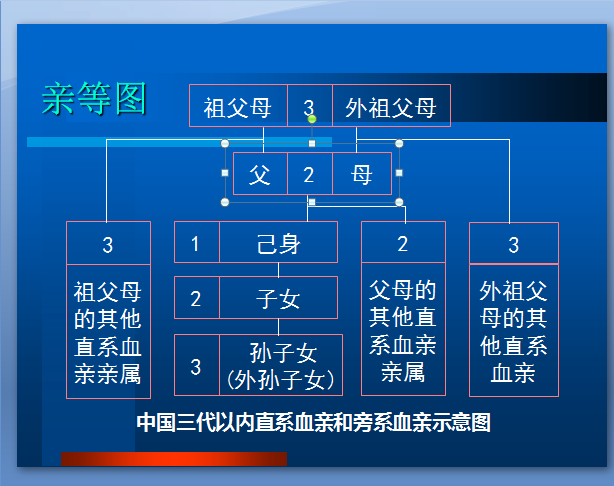 亲等图
祖父母 3 外祖父母
父 2 母
3
祖父母
的其他
直系血
亲亲属
1 己身
2 子女
3 孙子女
(外孙子女)
2
父母的
其他直
系血亲
亲属
3
外祖父
母的其
他直系
血亲
中国三代以内直系血亲和旁系血亲示意图